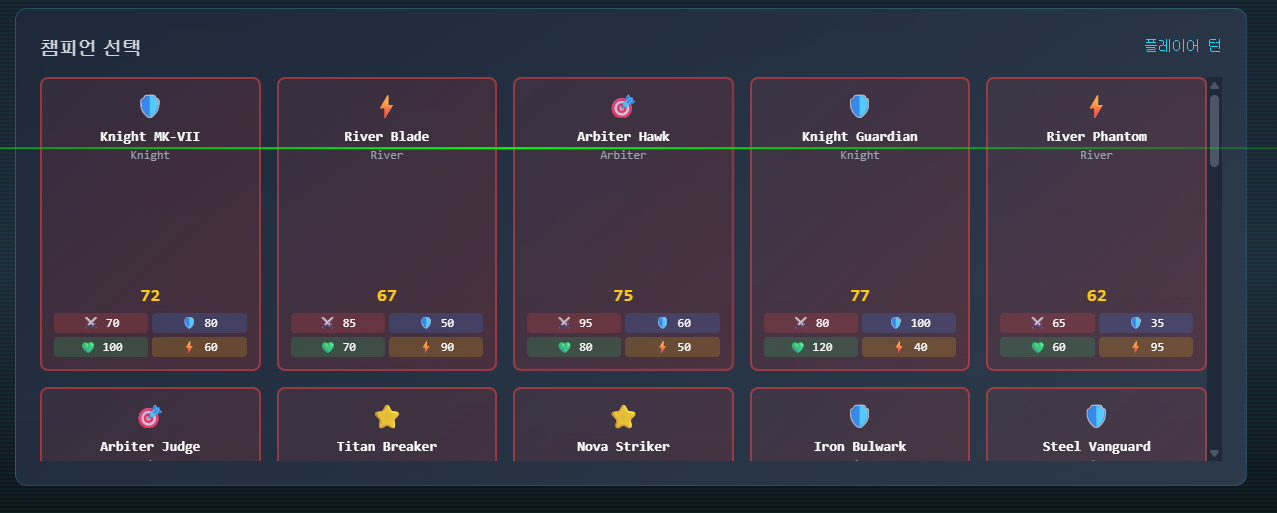 챔피언 선택
플레이어 턴
Knight MK-VII
Knight
72
70 80
100 60
River Blade
River
67
85 50
70 90
Arbiter Hawk
Arbiter
75
95 60
80 50
Knight Guardian
Knight
77
80 100
120 40
River Phantom
River
62
65 35
60 95
Arbiter Judge
Titan Breaker
Nova Striker
Iron Bulwark
Steel Vanguard